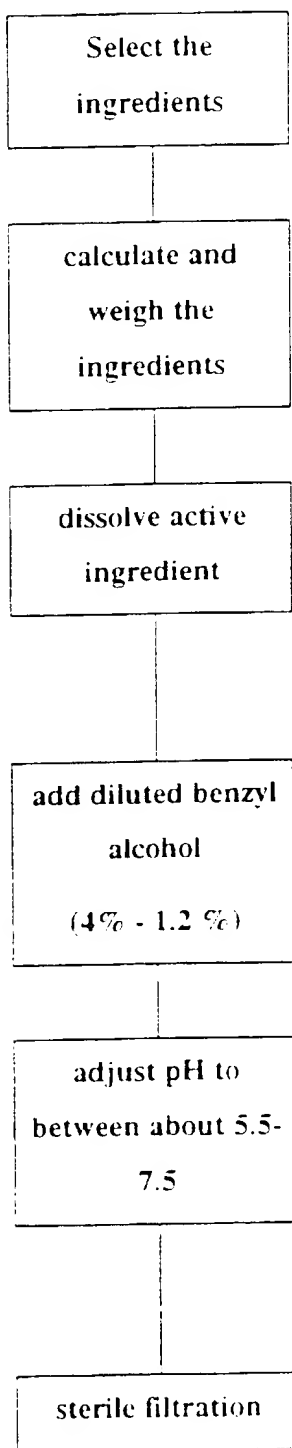 Select the
ingredients
calculate and
weigh the
ingredients
dissolve active
ingredient
add diluted benzyl
alcohol
(4% - 1.2 %)
adjust pH to
between about 5.5-
7.5
sterile filtration